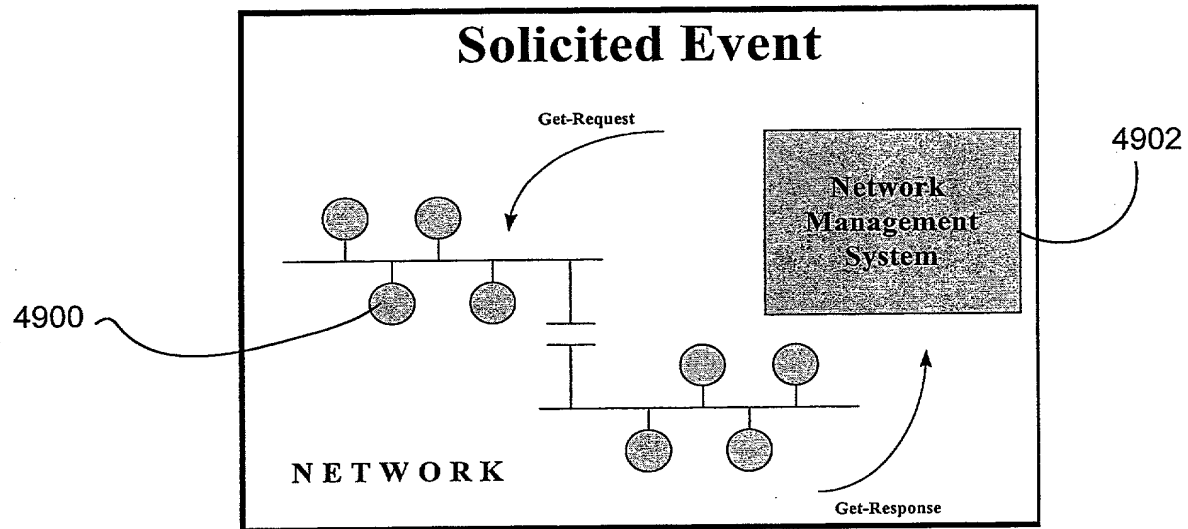 Solicited Event
Get-Request
4902
Network
Management
System
4900
NETWORK
Get-Response